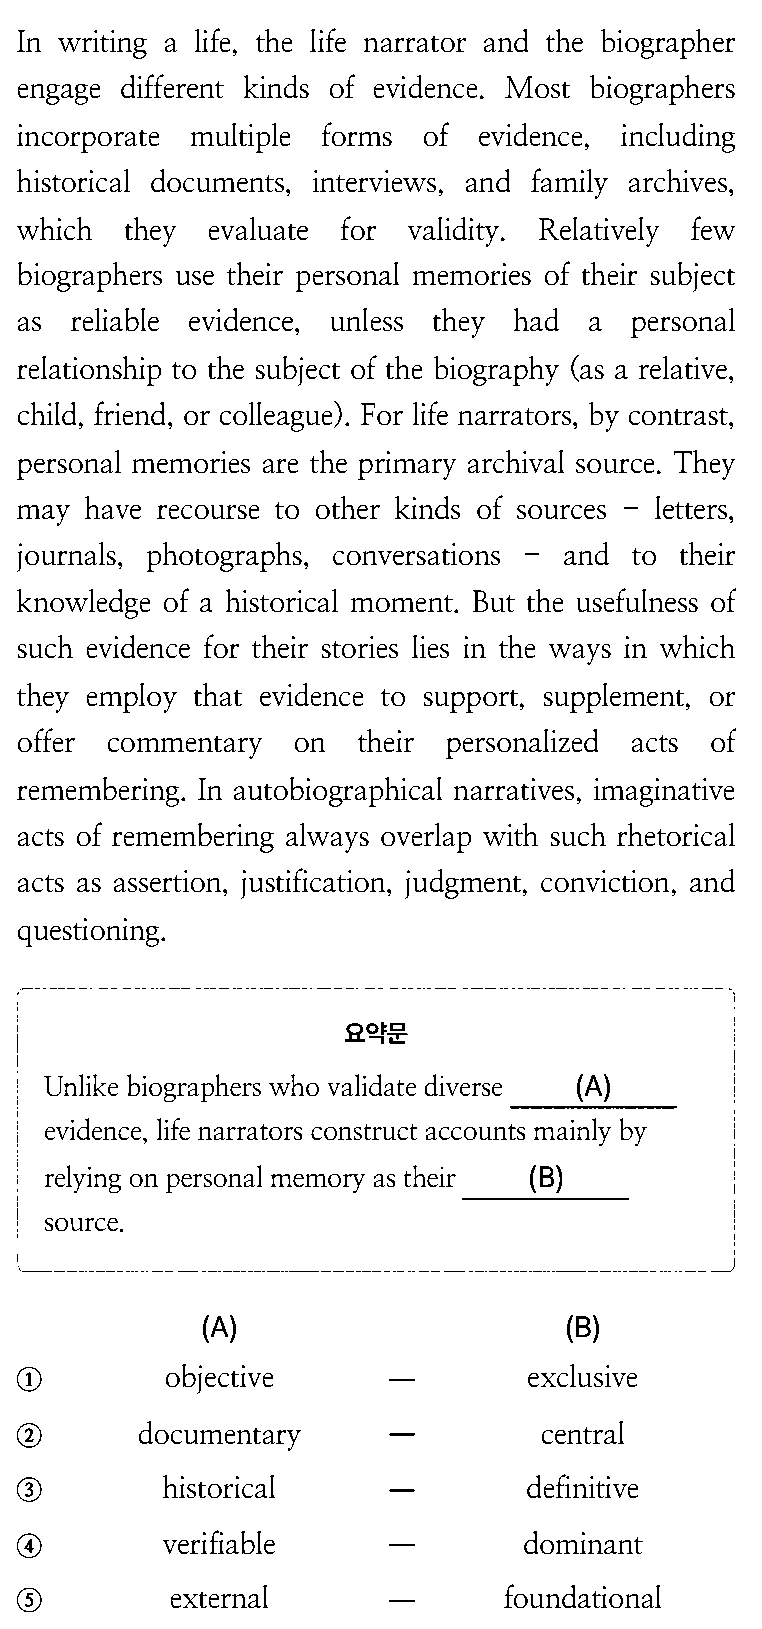 In writing a life, the life narrator and the biographer
engage different kinds of evidence. Most biographers
incorporate multiple forms of evidence, including
historical documents, interviews, and family archives,
which they evaluate for validity. Relatively few
biographers use their personal memories of their subject
as reliable evidence, unless they had a personal
relationship to the subject of the biography (as a relative,
child, friend, or colleague). For life narrators, by contrast,
personal memories are the primary archival source. They
may have recourse to other kinds of sources – letters,
journals, photographs, conversations – and to their
knowledge of a historical moment. But the usefulness of
such evidence for their stories lies in the ways in which
they employ that evidence to support, supplement, or
offer commentary on their personalized acts of
remembering. In autobiographical narratives, imaginative
acts of remembering always overlap with such rhetorical
acts as assertion, justification, judgment, conviction, and
questioning.
요약문
Unlike biographers who validate diverse (A)
evidence, life narrators construct accounts mainly by
relying on personal memory as their (B)
source.
(A) (B)
① objective — exclusive
② documentary — central
③ historical — definitive
④ verifiable — dominant
⑤ external — foundational